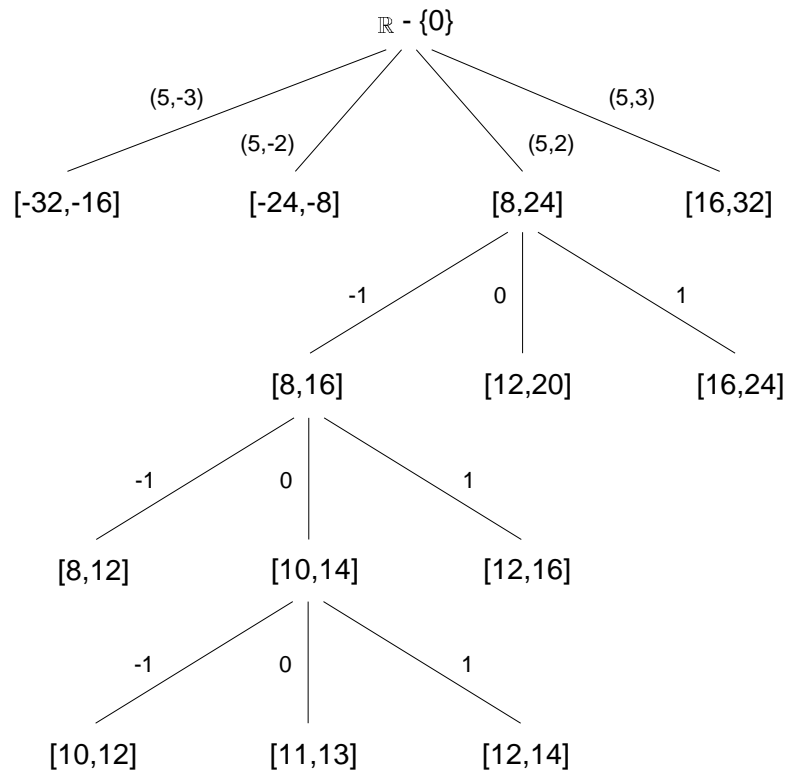 ℝ - {0}
(5,-3) (5,3)
(5,-2) (5,2)
[-32,-16] [-24,-8] [8,24] [16,32]
-1 0 1
[8,16] [12,20] [16,24]
-1 0 1
[8,12] [10,14] [12,16]
-1 0 1
[10,12] [11,13] [12,14]